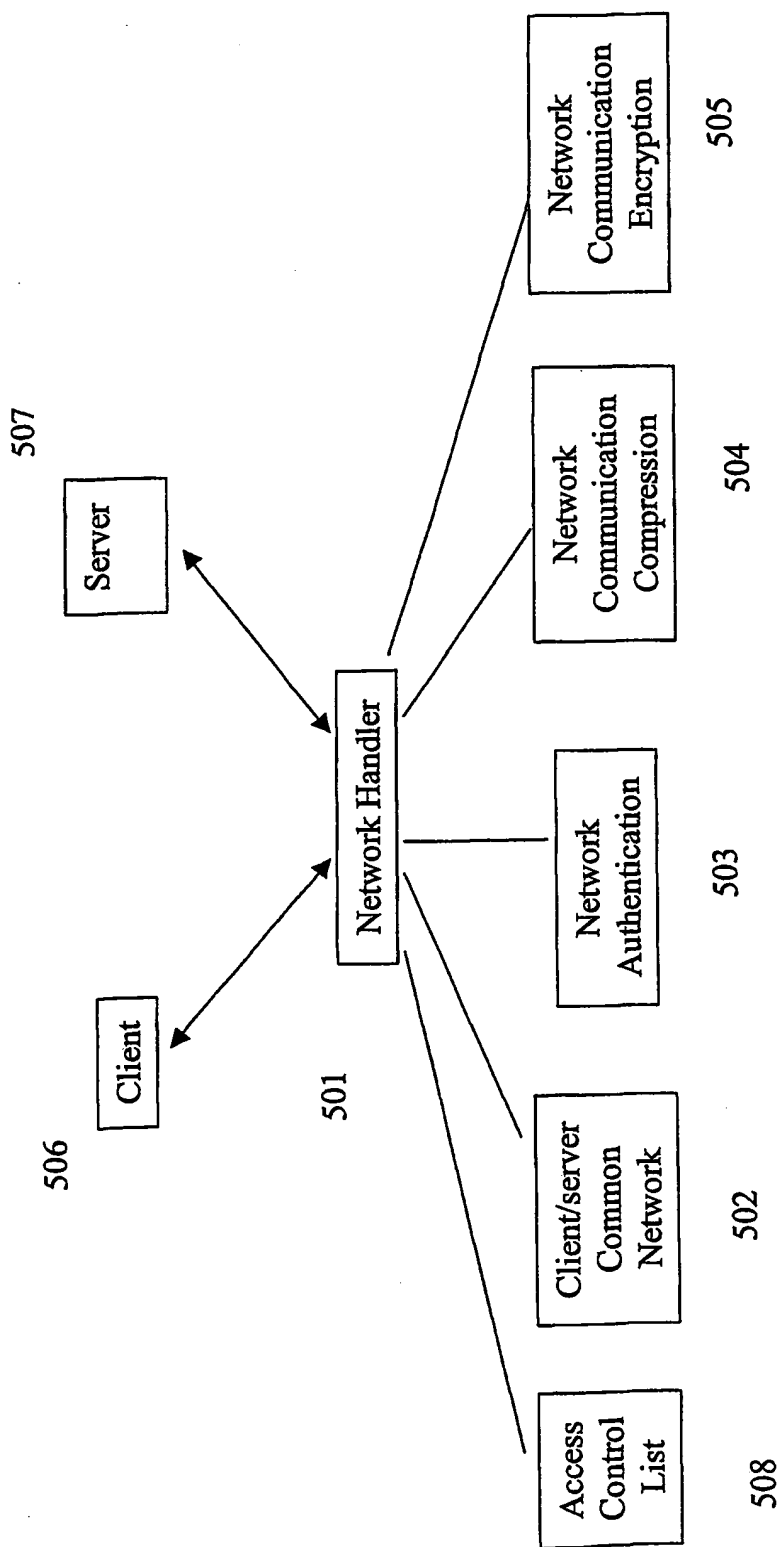 507
Server
506
Client
501
Network Handler
Access
Control
List
Client/server
Common
Network
Network
Authentication
Network
Communication
Compression
Network
Communication
Encryption
508
502
503
504
505